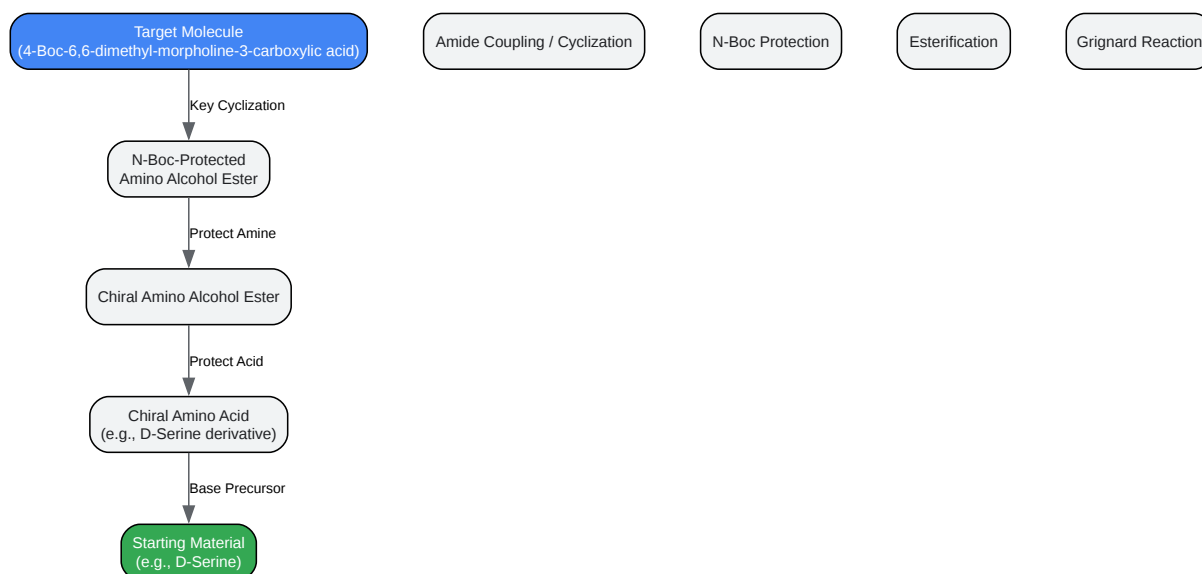 Target Molecule
(4-Boc-6,6-dimethyl-morpholine-3-carboxylic acid)
Amide Coupling / Cyclization
N-Boc Protection
Esterification
Grignard Reaction
Key Cyclization
N-Boc-Protected
Amino Alcohol Ester
Protect Amine
Chiral Amino Alcohol Ester
Protect Acid
Chiral Amino Acid
(e.g., D-Serine derivative)
Base Precursor
Starting Material
(e.g., D-Serine)